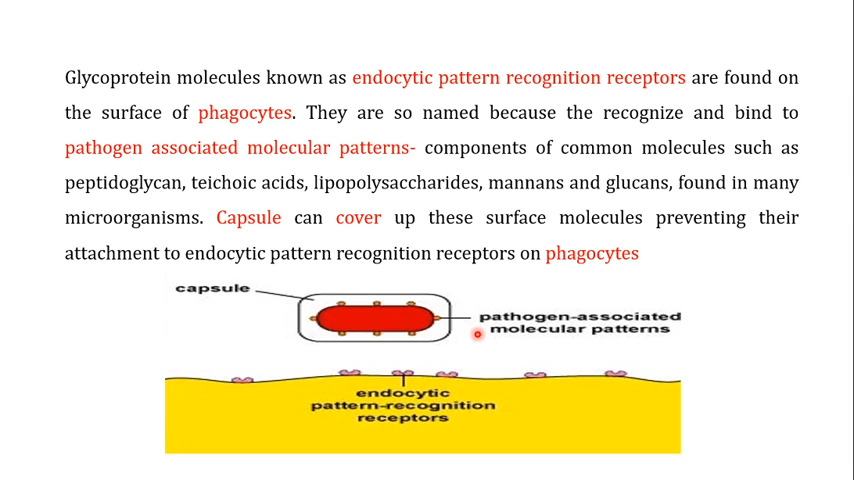 Glycoprotein molecules known as endocytic pattern recognition receptors are found on
the surface of phagocytes. They are so named because the recognize and bind to
pathogen associated molecular patterns- components of common molecules such as
peptidoglycan, teichoic acids, lipopolysaccharides, mannans and glucans, found in many
microorganisms. Capsule can cover up these surface molecules preventing their
attachment to endocytic pattern recognition receptors on phagocytes
capsule
pathogen-associated
molecular patterns
endocytic
pattern-recognition
receptors